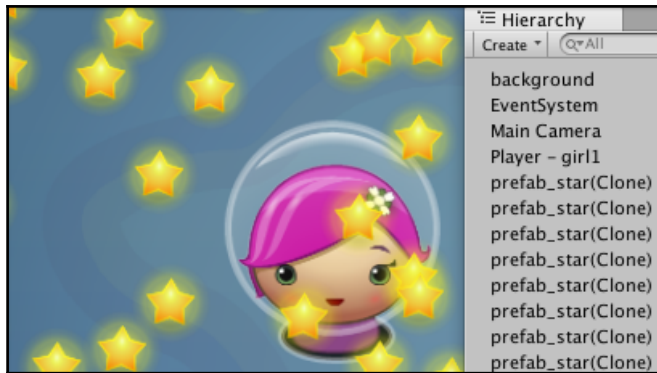 Hierarchy
Create
All
background
EventSystem
Main Camera
Player – girl1
prefab_star(Clone)
prefab_star(Clone)
prefab_star(Clone)
prefab_star(Clone)
prefab_star(Clone)
prefab_star(Clone)
prefab_star(Clone)
prefab_star(Clone)